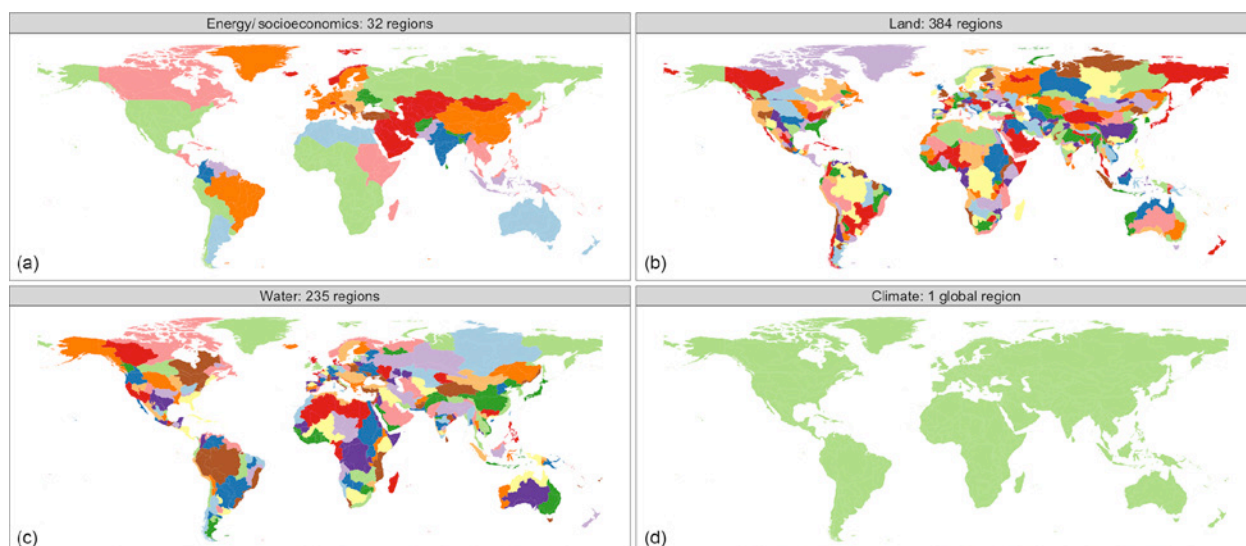 Energy/ socioeconomics: 32 regions
Land: 384 regions
(a)
(b)
Water: 235 regions
Climate: 1 global region
(c)
(d)